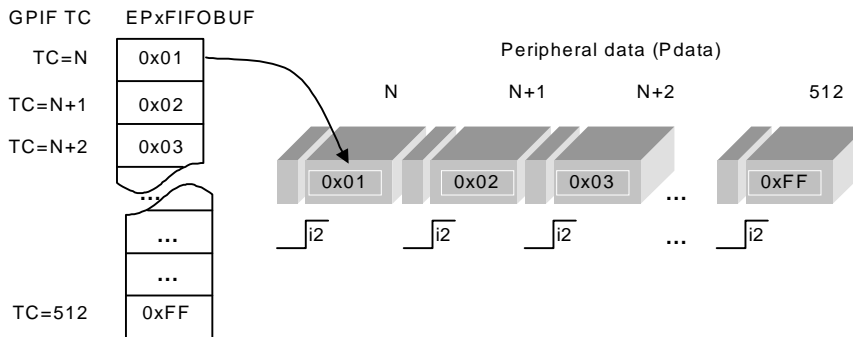 GPIF TC EPxFIFOBUF
TC=N 0x01
Peripheral data (Pdata)
TC=N+1 0x02
N N+1 N+2 512
TC=N+2 0x03
...
0x01 0x02 0x03 ... 0xFF
i2 i2 i2 ... i2
...
...
TC=512 0xFF